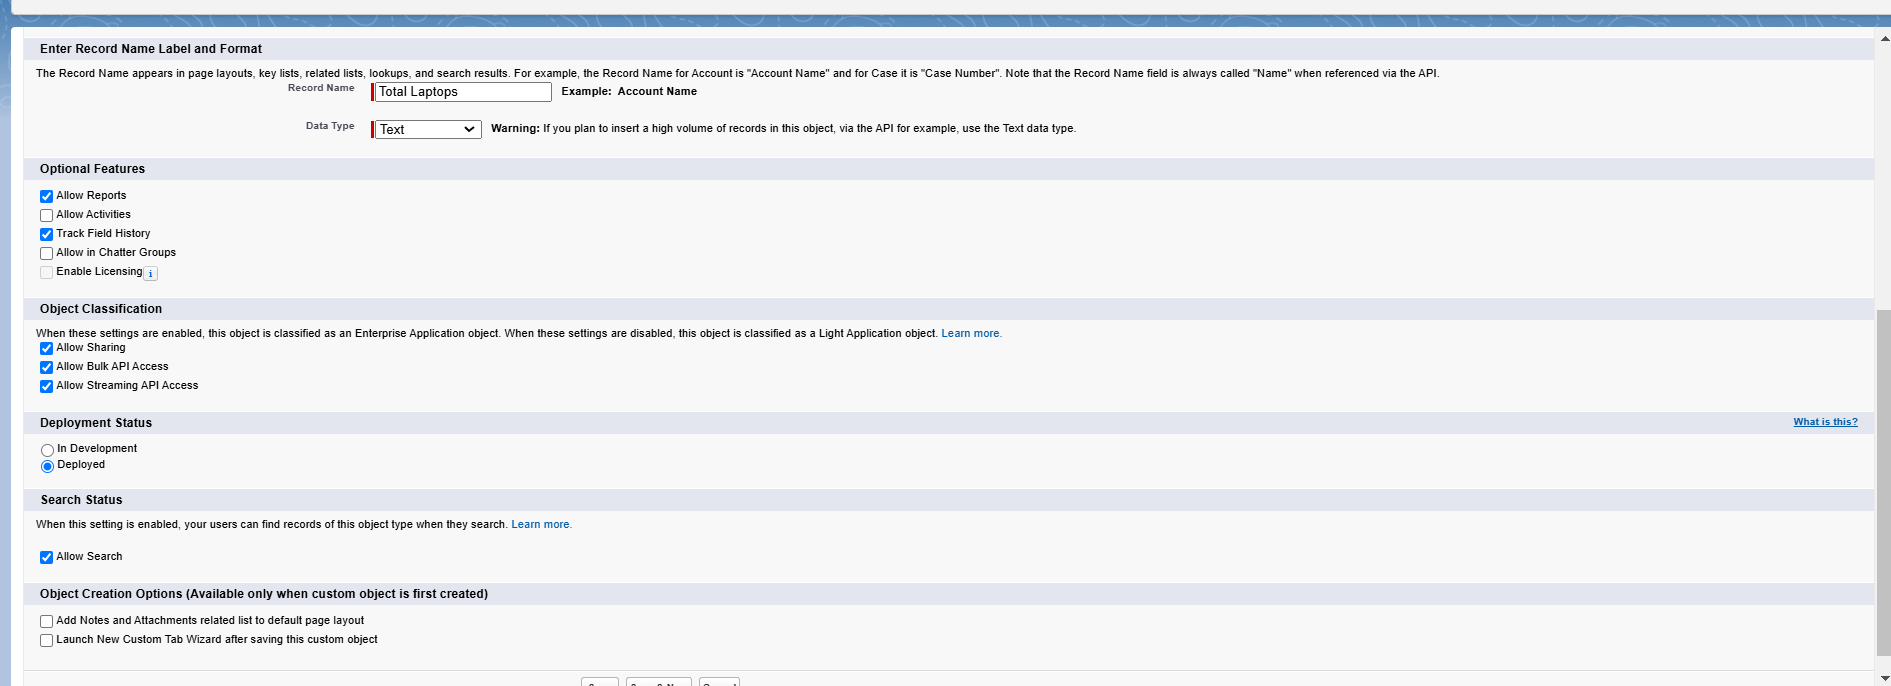 Enter Record Name Label and Format
The Record Name appears in page layouts, key lists, related lists, lookups, and search results. For example, the Record Name for Account is "Account Name" and for Case it is "Case Number". Note that the Record Name field is always called "Name" when referenced via the API.
Record Name Total Laptops Example: Account Name
Data Type Text Warning: If you plan to insert a high volume of records in this object, via the API for example, use the Text data type.
Optional Features
Allow Reports
Allow Activities
Track Field History
Allow in Chatter Groups
Enable Licensing i
Object Classification
When these settings are enabled, this object is classified as an Enterprise Application object. When these settings are disabled, this object is classified as a Light Application object. Learn more.
Allow Sharing
Allow Bulk API Access
Allow Streaming API Access
Deployment Status What is this?
In Development
Deployed
Search Status
When this setting is enabled, your users can find records of this object type when they search. Learn more.
Allow Search
Object Creation Options (Available only when custom object is first created)
Add Notes and Attachments related list to default page layout
Launch New Custom Tab Wizard after saving this custom object